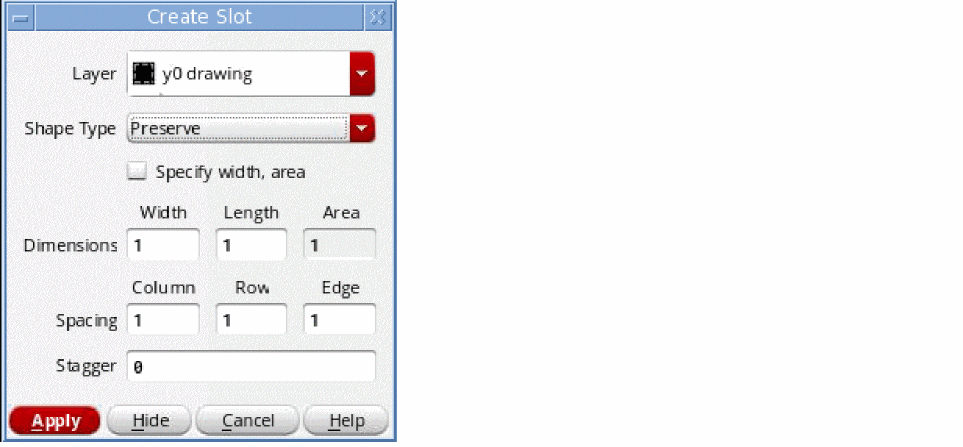 Create Slot
Layer y0 drawing
Shape Type Preserve
Specify width, area
Width Length Area
Dimensions 1 1 1
Column Row Edge
Spacing 1 1 1
Stagger 0
Apply Hide Cancel Help